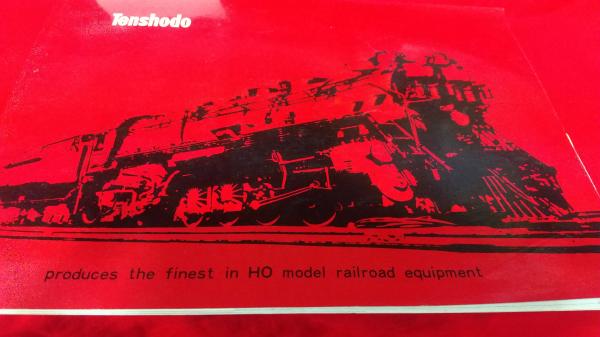 Tenshodo
produces the finest in HO model railroad equipment